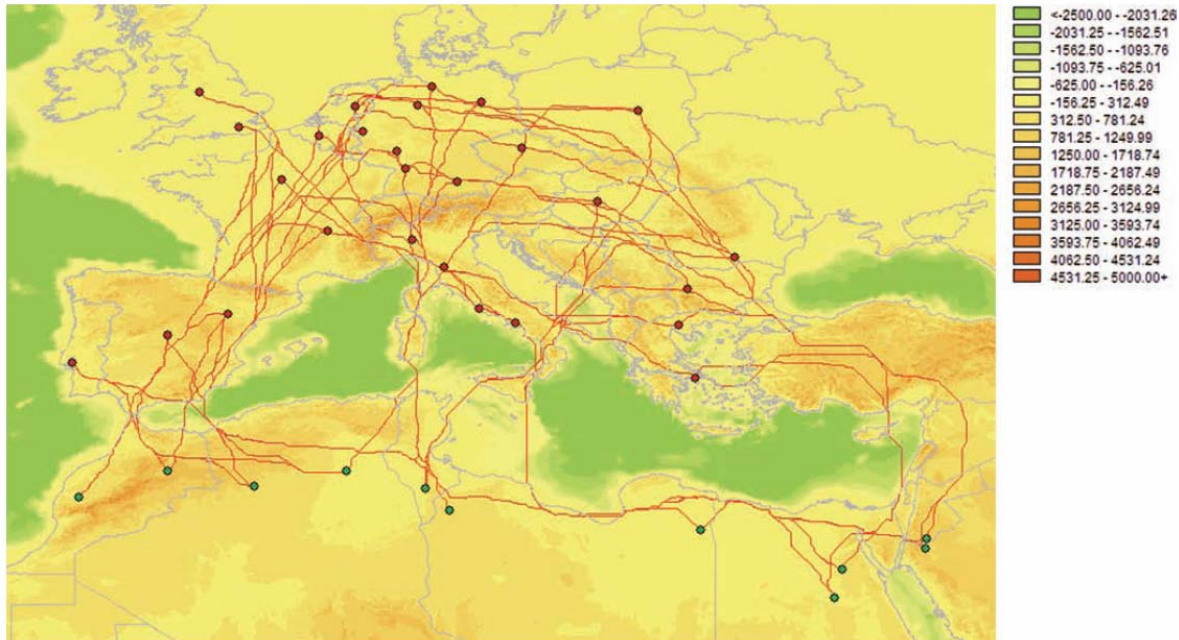 <-2500.00 - -2031.26
-2031.25 - -1562.51
-1562.50 - -1093.76
-1093.75 - -625.01
-625.00 - -156.26
-156.25 - 312.49
312.50 - 781.24
781.25 - 1249.99
1250.00 - 1718.74
1718.75 - 2187.49
2187.50 - 2656.24
2656.25 - 3124.99
3125.00 - 3593.74
3593.75 - 4062.49
4062.50 - 4531.24
4531.25 - 5000.00+